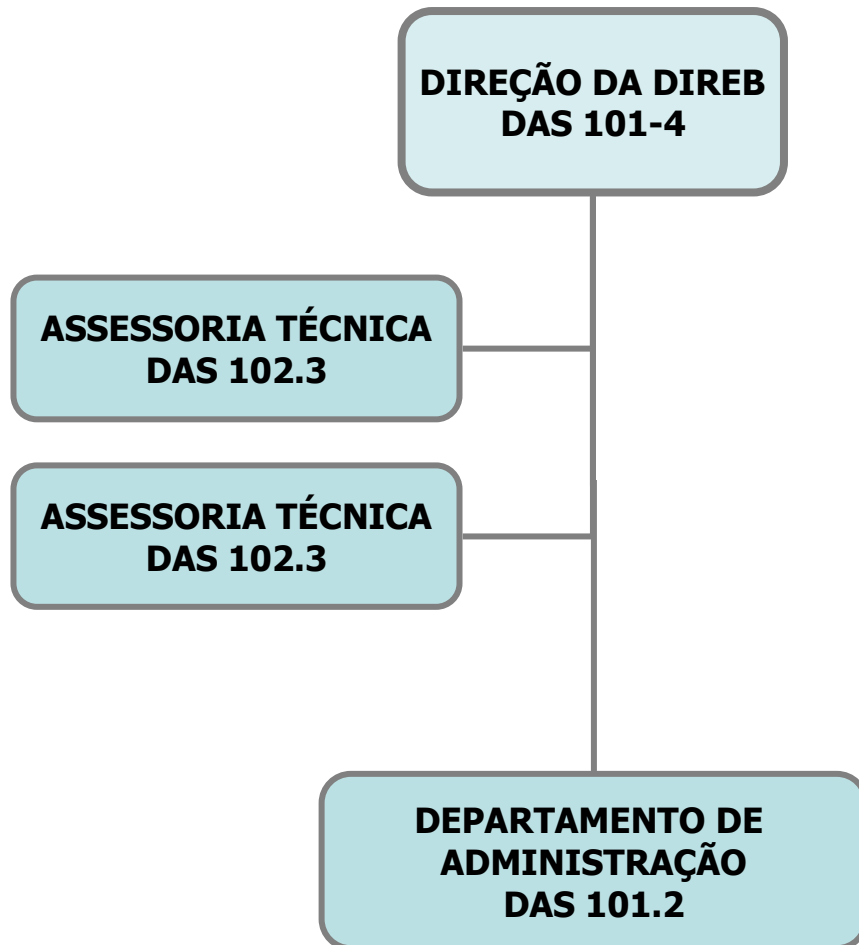 DIREÇÃO DA DIREB
DAS 101-4
ASSESSORIA TÉCNICA
DAS 102.3
ASSESSORIA TÉCNICA
DAS 102.3
DEPARTAMENTO DE
ADMINISTRAÇÃO
DAS 101.2